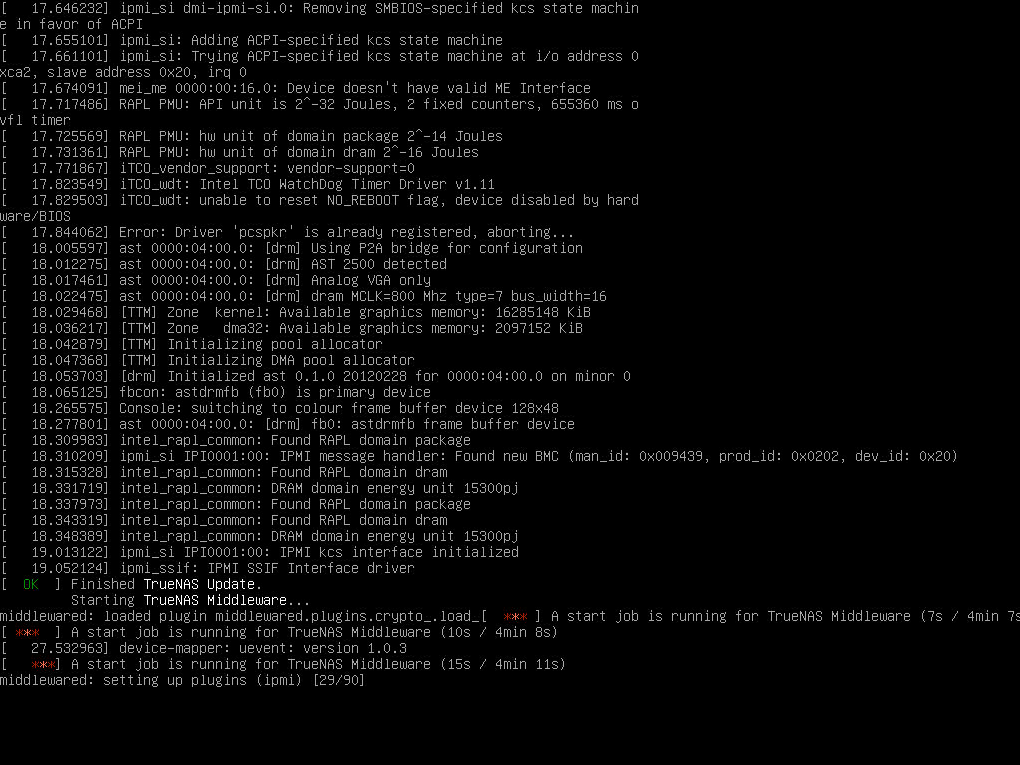 [   17.646232] ipmi_si dmi-ipmi-si.0: Removing SMBIOS-specified kcs state machin
e in favor of ACPI
[   17.655101] ipmi_si: Adding ACPI-specified kcs state machine
[   17.661101] ipmi_si: Trying ACPI-specified kcs state machine at i/o address 0
xca2, slave address 0x20, irq 0
[   17.674091] mei_me 0000:00:16.0: Device doesn't have valid ME Interface
[   17.717486] RAPL PMU: API unit is 2^-32 Joules, 2 fixed counters, 655360 ms o
vfl timer
[   17.725569] RAPL PMU: hw unit of domain package 2^-14 Joules
[   17.731361] RAPL PMU: hw unit of domain dram 2^-16 Joules
[   17.771867] iTCO_vendor_support: vendor-support=0
[   17.823549] iTCO_wdt: Intel TCO WatchDog Timer Driver v1.11
[   17.829503] iTCO_wdt: unable to reset NO_REBOOT flag, device disabled by hard
ware/BIOS
[   17.844062] Error: Driver 'pcspkr' is already registered, aborting...
[   18.005597] ast 0000:04:00.0: [drm] Using P2A bridge for configuration
[   18.012275] ast 0000:04:00.0: [drm] AST 2500 detected
[   18.017461] ast 0000:04:00.0: [drm] Analog VGA only
[   18.022475] ast 0000:04:00.0: [drm] dram MCLK=800 Mhz type=7 bus_width=16
[   18.029468] [TTM] Zone  kernel: Available graphics memory: 16285148 KiB
[   18.036217] [TTM] Zone   dma32: Available graphics memory: 2097152 KiB
[   18.042879] [TTM] Initializing pool allocator
[   18.047368] [TTM] Initializing DMA pool allocator
[   18.053703] [drm] Initialized ast 0.1.0 20120228 for 0000:04:00.0 on minor 0
[   18.065125] fbcon: astdrmfb (fb0) is primary device
[   18.265575] Console: switching to colour frame buffer device 128x48
[   18.277801] ast 0000:04:00.0: [drm] fb0: astdrmfb frame buffer device
[   18.309983] intel_rapl_common: Found RAPL domain package
[   18.310209] ipmi_si IPI0001:00: IPMI message handler: Found new BMC (man_id: 0x009439, prod_id: 0x0202, dev_id: 0x20)
[   18.315328] intel_rapl_common: Found RAPL domain dram
[   18.331719] intel_rapl_common: DRAM domain energy unit 15300pj
[   18.337973] intel_rapl_common: Found RAPL domain package
[   18.343319] intel_rapl_common: Found RAPL domain dram
[   18.348389] intel_rapl_common: DRAM domain energy unit 15300pj
[   19.013122] ipmi_si IPI0001:00: IPMI kcs interface initialized
[   19.052124] ipmi_ssif: IPMI SSIF Interface driver
[  OK  ] Finished TrueNAS Update.
         Starting TrueNAS Middleware...
middlewared: loaded plugin middlewared.plugins.crypto_.load_[  *** ] A start job is running for TrueNAS Middleware (7s / 4min 7s
[ ***  ] A start job is running for TrueNAS Middleware (10s / 4min 8s)
[   27.532963] device-mapper: uevent: version 1.0.3
[   ***] A start job is running for TrueNAS Middleware (15s / 4min 11s)
middlewared: setting up plugins (ipmi) [29/90]